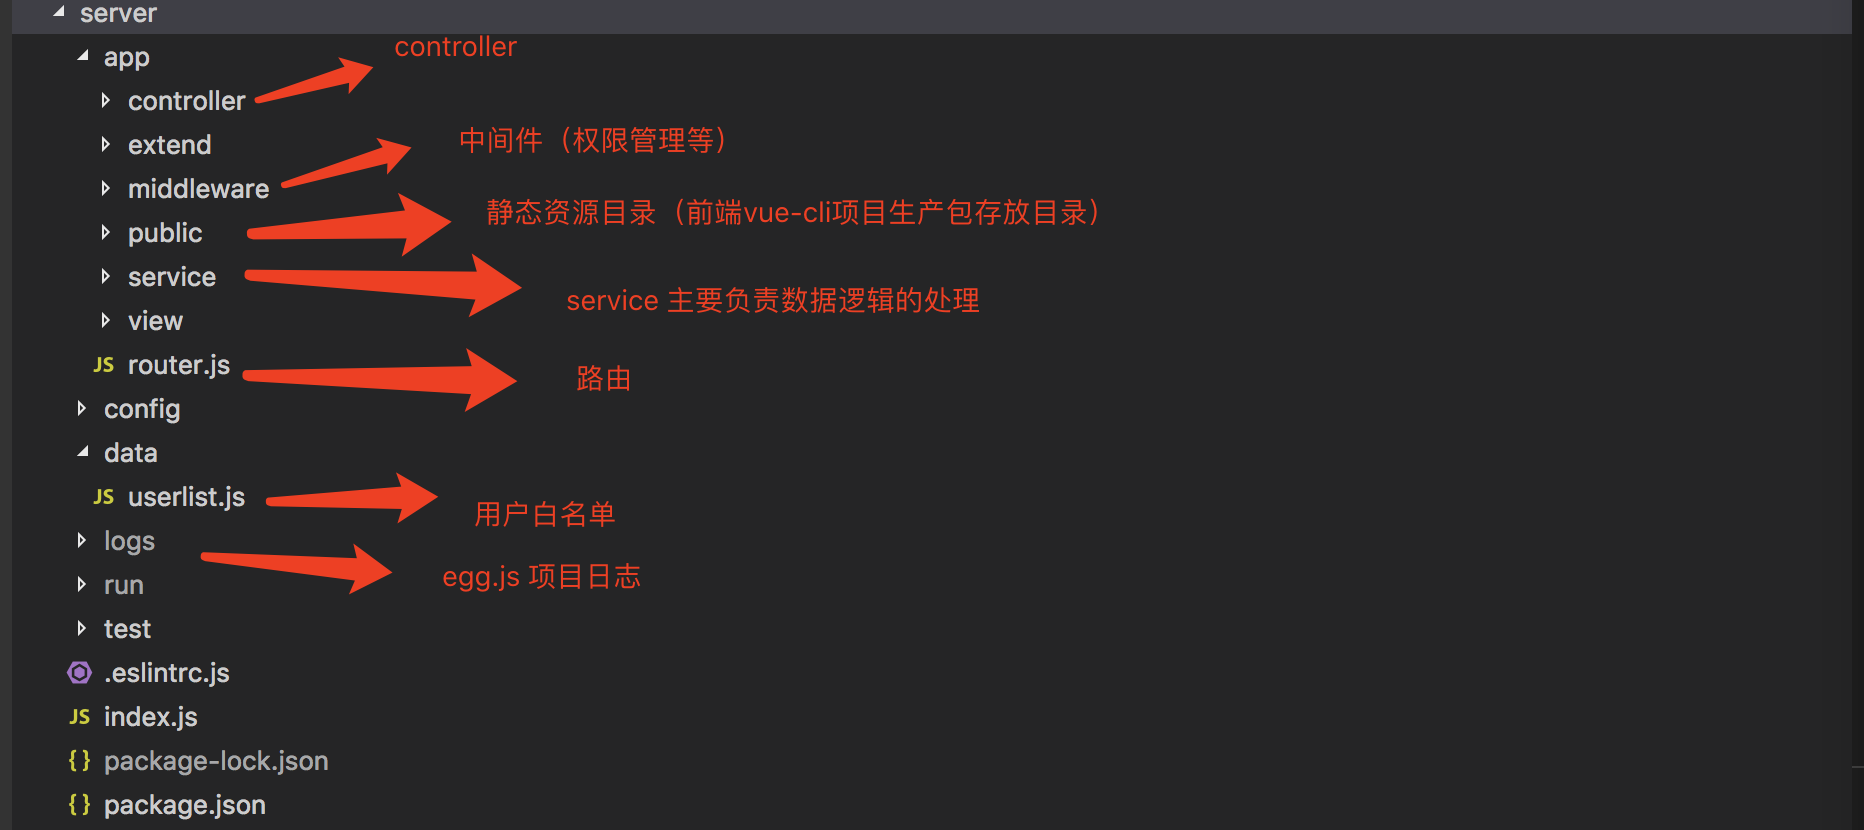 server
app
controller
controller
extend
中间件（权限管理等）
middleware
静态资源目录（前端vue-cli项目生产包存放目录）
public
service
service 主要负责数据逻辑的处理
view
JS router.js
路由
config
data
JS userlist.js
用户白名单
logs
egg.js 项目日志
run
test
.eslintrc.js
JS index.js
{} package-lock.json
{} package.json